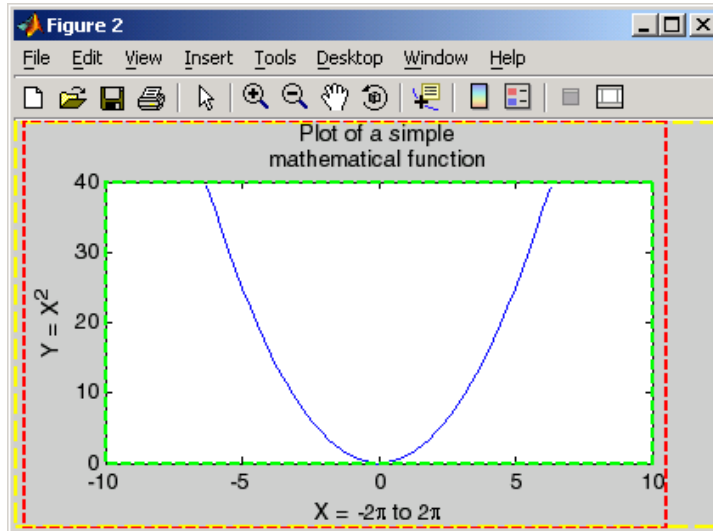 Figure 2
File Edit View Insert Tools Desktop Window Help
Plot of a simple
mathematical function
40
30
20
10
0
Y = X²
-10 -5 0 5 10
X = -2π to 2π